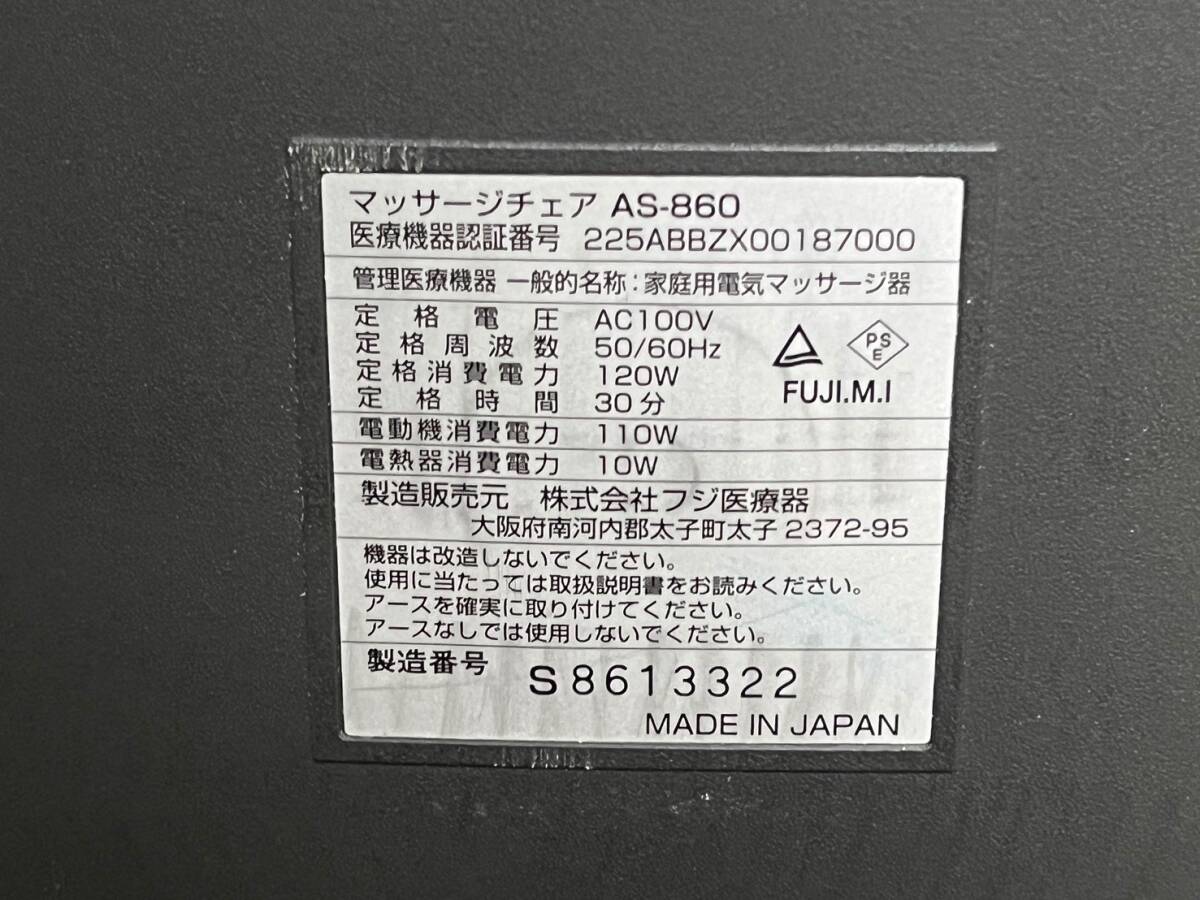 マッサージチェア AS-860
医療機器認証番号 225ABBZX00187000
管理医療機器 一般的名称:家庭用電気マッサージ器
定格電圧 AC100V
定格周波数 50/60Hz
定格消費電力 120W
定格時間 30分
PSE
FUJI.M.I
電動機消費電力 110W
電熱器消費電力 10W
製造販売元 株式会社フジ医療器
大阪府南河内郡太子町太子2372-95
機器は改造しないでください。
使用に当たっては取扱説明書をお読みください。
アースを確実に取り付けてください。
アースなしでは使用しないでください。
製造番号 S8613322
MADE IN JAPAN